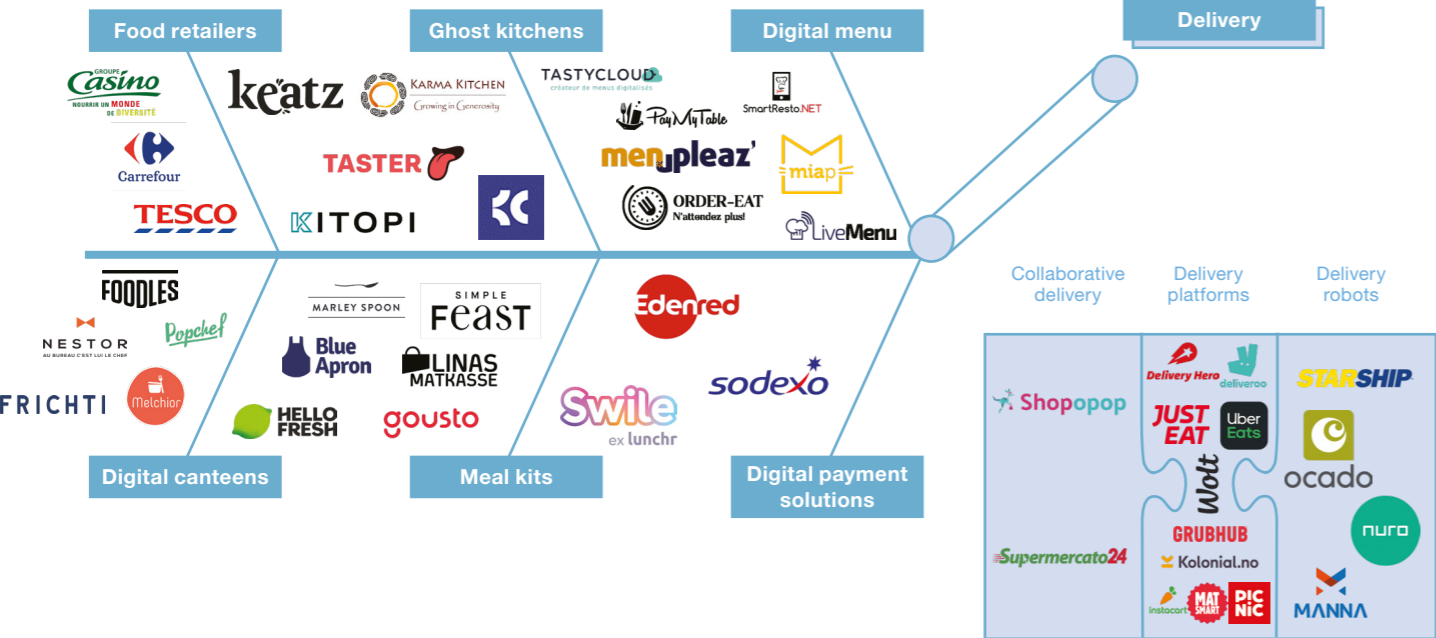 Food retailers
Ghost kitchens
Digital menu
Delivery
GROUPE
Casino
NOURRIR UN MONDE
DE DIVERSITÉ
Carrefour
TESCO
keatz
KARMA KITCHEN
Growing in Generosity
TASTER
KITOPI
KC
TASTYCLOUD
créateur de menus digitalisés
PayMyTable
SmartResto.NET
menupleaz'
miap
ORDER-EAT
N'attendez plus!
LiveMenu
FOODLES
NESTOR
AU BUREAU C'EST LUI LE CHEF
Popchef
FRICHTI
Melchior
MARLEY SPOON
SIMPLE
FEAST
Blue
Apron
LINAS
MATKASSE
HELLO
FRESH
gousto
Edenred
sodexo
Swile
ex lunchr
Digital canteens
Meal kits
Digital payment
solutions
Collaborative
delivery
Delivery
platforms
Delivery
robots
Shopopop
Supermercato24
Delivery Hero
deliveroo
JUST
EAT
Uber
Eats
Wolt
GRUBHUB
Kolonial.no
instacart
MAT
SMART
PIC
NIC
STARSHIP
ocado
nuro
MANNA